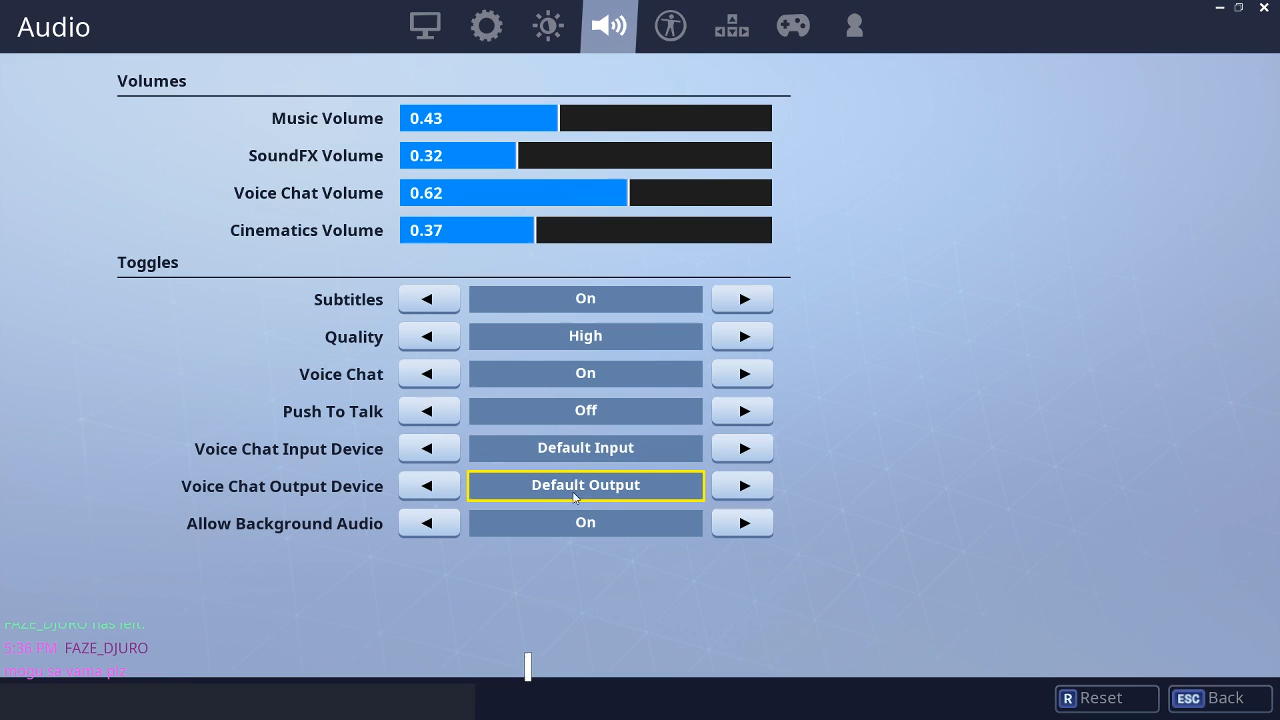 Audio
Volumes
Music Volume 0.43
SoundFX Volume 0.32
Voice Chat Volume 0.62
Cinematics Volume 0.37
Toggles
Subtitles On
Quality High
Voice Chat On
Push To Talk Off
Voice Chat Input Device Default Input
Voice Chat Output Device Default Output
Allow Background Audio On
FAZE_DJURO has left.
5:36 PM FAZE_DJURO
mogu sa vama plz
R Reset ESC Back